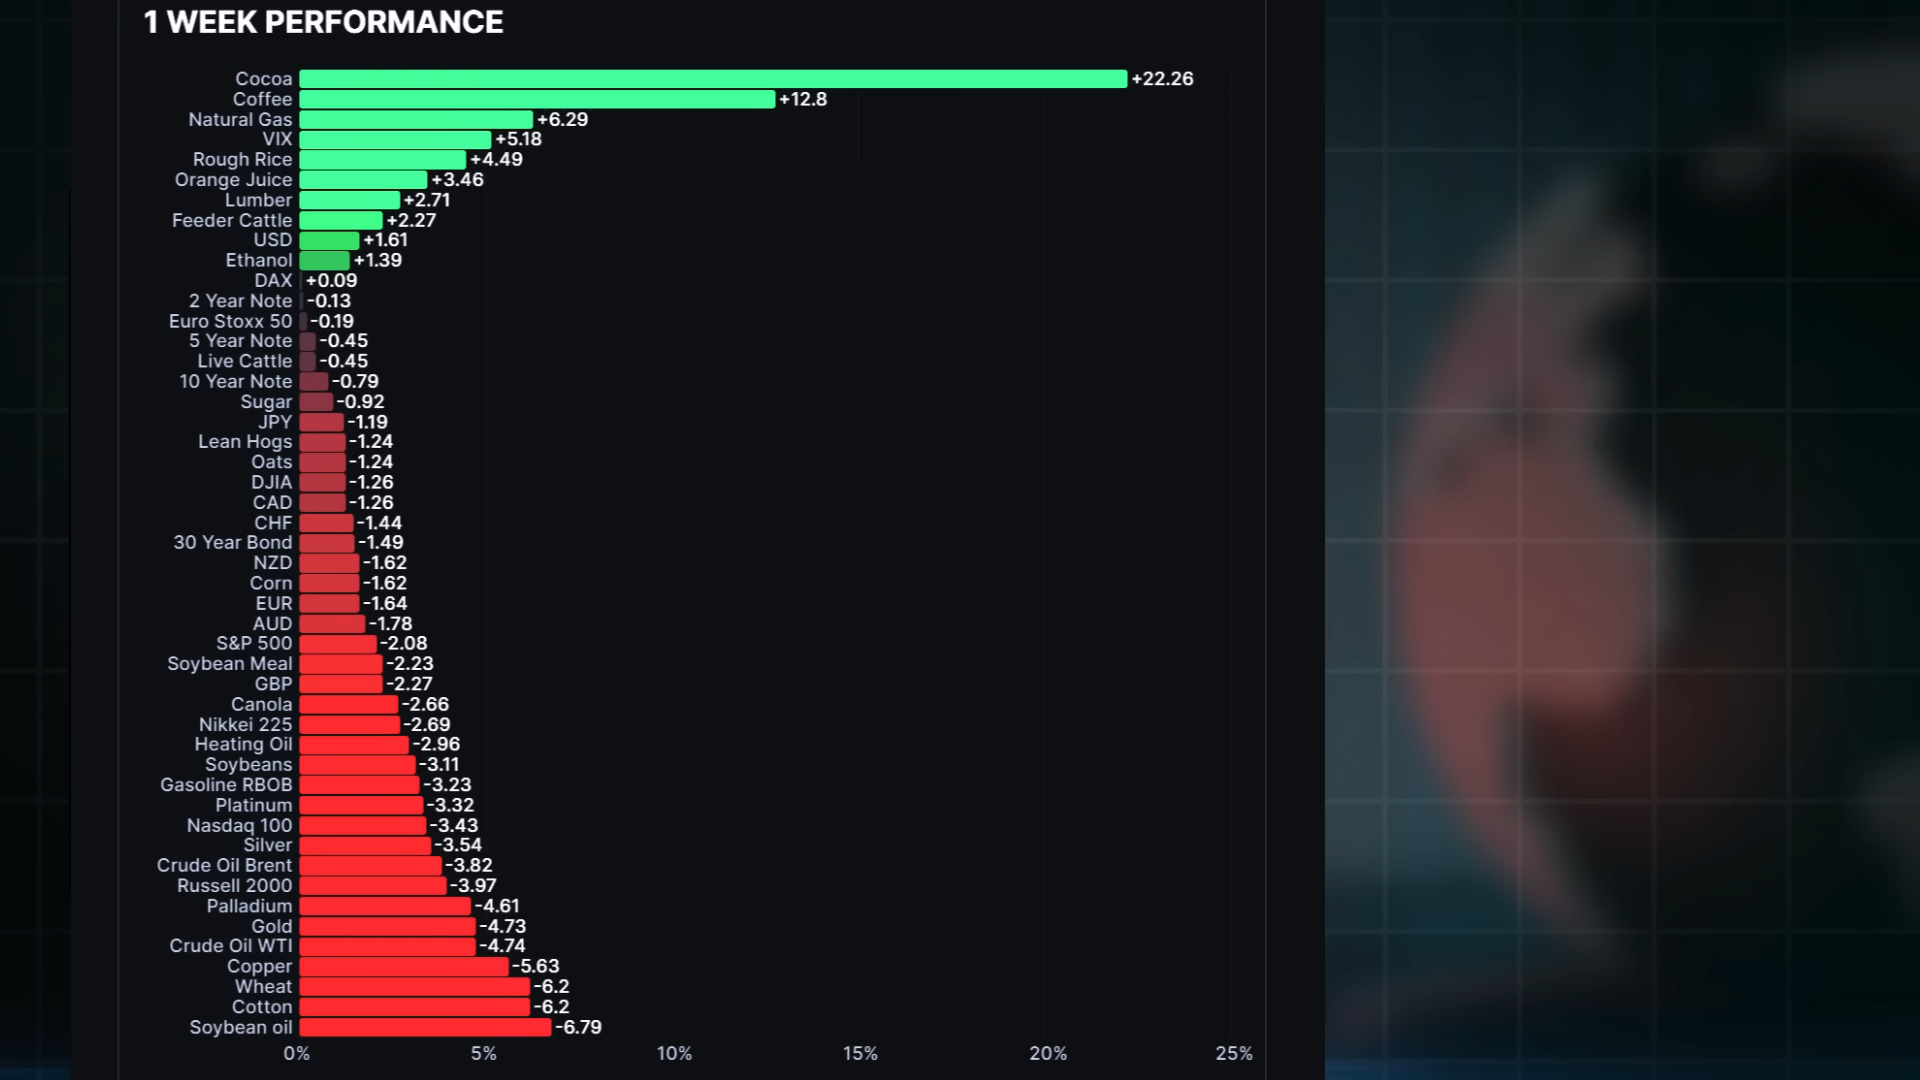 1 WEEK PERFORMANCE
Cocoa +22.26
Coffee +12.8
Natural Gas +6.29
VIX +5.18
Rough Rice +4.49
Orange Juice +3.46
Lumber +2.71
Feeder Cattle +2.27
USD +1.61
Ethanol +1.39
DAX +0.09
2 Year Note -0.13
Euro Stoxx 50 -0.19
5 Year Note -0.45
Live Cattle -0.45
10 Year Note -0.79
Sugar -0.92
JPY -1.19
Lean Hogs -1.24
Oats -1.24
DJIA -1.26
CAD -1.26
CHF -1.44
30 Year Bond -1.49
NZD -1.62
Corn -1.62
EUR -1.64
AUD -1.78
S&P 500 -2.08
Soybean Meal -2.23
GBP -2.27
Canola -2.66
Nikkei 225 -2.69
Heating Oil -2.96
Soybeans -3.11
Gasoline RBOB -3.23
Platinum -3.32
Nasdaq 100 -3.43
Silver -3.54
Crude Oil Brent -3.82
Russell 2000 -3.97
Palladium -4.61
Gold -4.73
Crude Oil WTI -4.74
Copper -5.63
Wheat -6.2
Cotton -6.2
Soybean oil -6.79
0% 5% 10% 15% 20% 25%